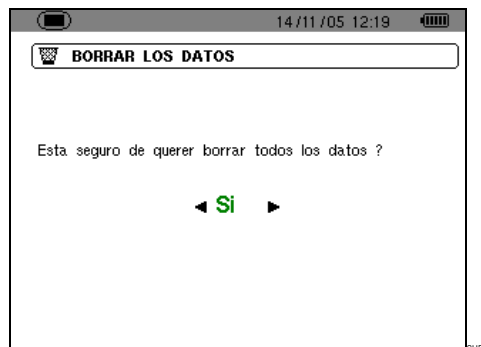 14/11/05 12:19
BORRAR LOS DATOS
Esta seguro de querer borrar todos los datos ?
Si